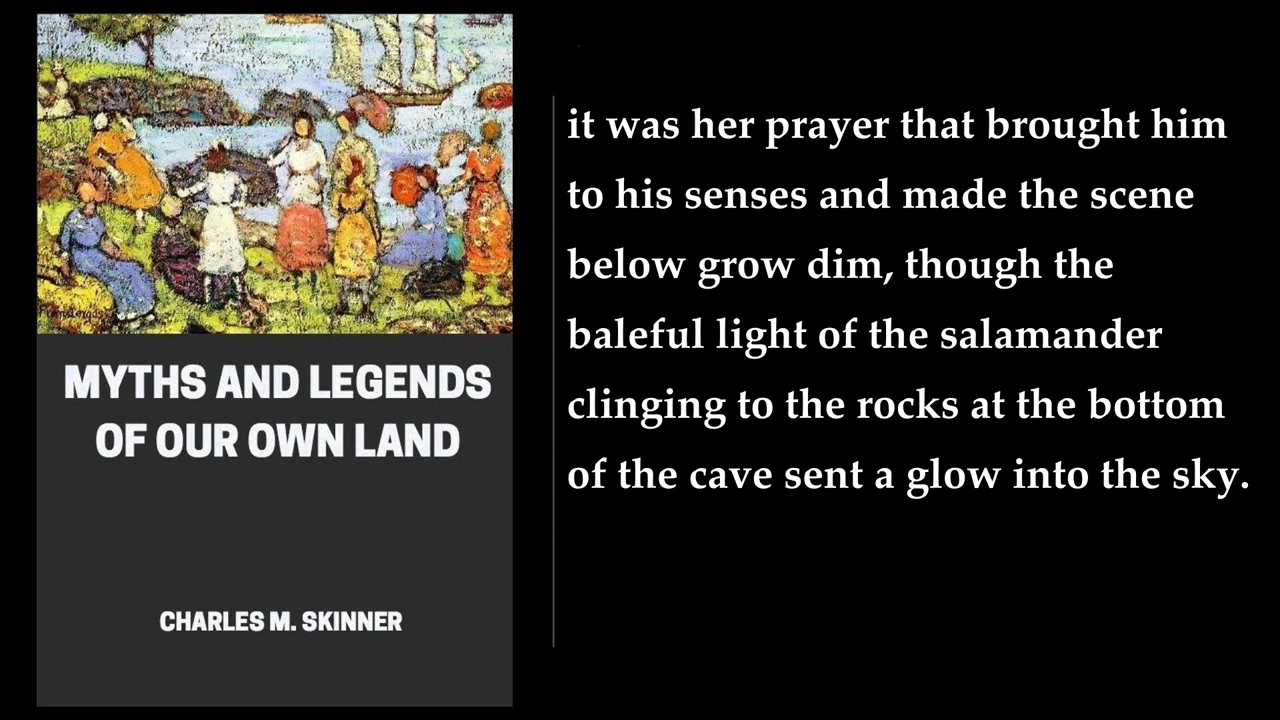 MYTHS AND LEGENDS
OF OUR OWN LAND
CHARLES M. SKINNER
it was her prayer that brought him
to his senses and made the scene
below grow dim, though the
baleful light of the salamander
clinging to the rocks at the bottom
of the cave sent a glow into the sky.